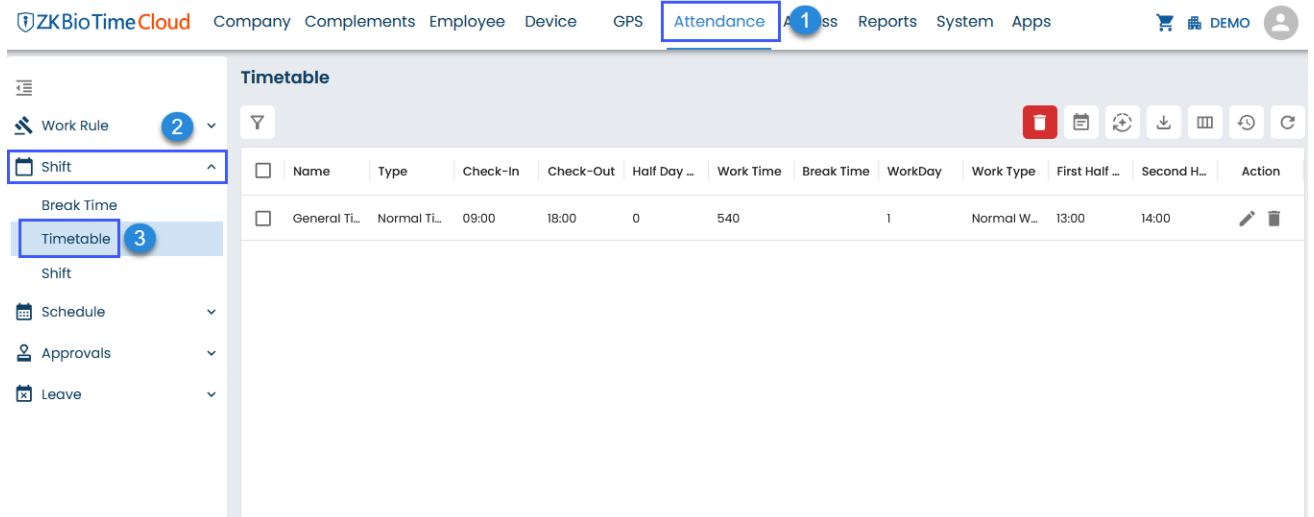 ZKBioTime Cloud Company Complements Employee Device GPS Attendance 1 ss Reports System Apps DEMO
Timetable
Work Rule 2
Shift
Name Type Check-In Check-Out Half Day ... Work Time Break Time WorkDay Work Type First Half ... Second H... Action
Break Time
General Ti... Normal Ti... 09:00 18:00 0 540 1 Normal W... 13:00 14:00
Timetable 3
Shift
Schedule
Approvals
Leave